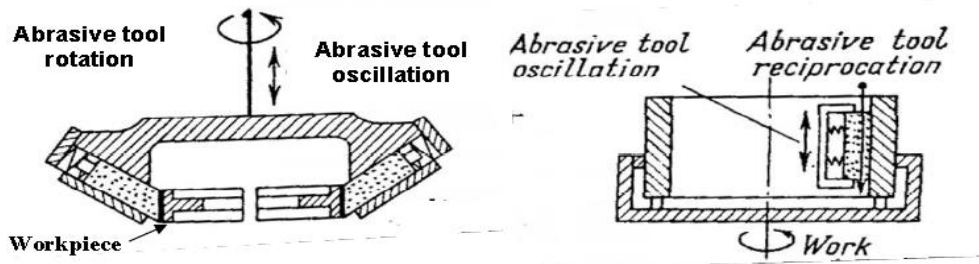 Abrasive tool
rotation
Abrasive tool
oscillation
Workpiece
Abrasive tool
oscillation
Abrasive tool
reciprocation
Work